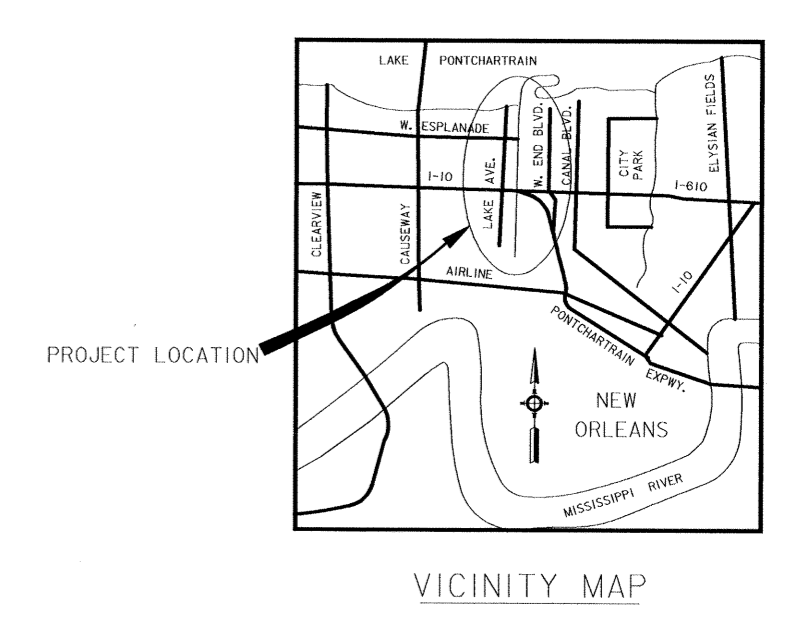 LAKE PONTCHARTRAIN
W. ESPLANADE
W. END BLVD.
CANAL BLVD.
ELYSIAN FIELDS
CITY
PARK
I-10
LAKE AVE.
I-610
CLEARVIEW
CAUSEWAY
AIRLINE
I-10
PROJECT LOCATION
PONTCHARTRAIN EXPWY.
NEW
ORLEANS
MISSISSIPPI RIVER
VICINITY MAP